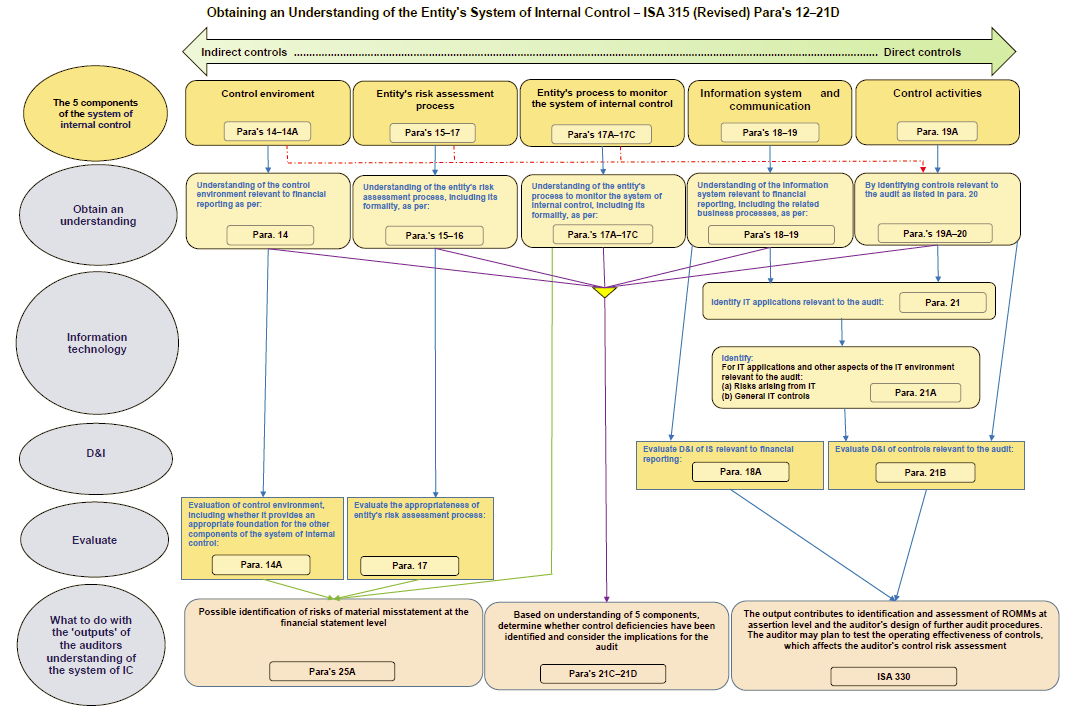 Obtaining an Understanding of the Entity's System of Internal Control – ISA 315 (Revised) Para's 12–21D
Indirect controls ........................................................................................................ Direct controls
The 5 components
of the system of
internal control
Control enviroment
Para's 14–14A
Entity's risk assessment
process
Para's 15–17
Entity's process to monitor
the system of internal control
Para's 17A–17C
Information system and
communication
Para's 18–19
Control activities
Para. 19A
Obtain an
understanding
Understanding of the control
environment relevant to financial
reporting as per:
Para. 14
Understanding of the entity's risk
assessment process, including its
formality, as per:
Para.'s 15–16
Understanding of the entity's
process to monitor the system of
internal control, including its
formality, as per:
Para.'s 17A–17C
Understanding of the information
system relevant to financial
reporting, including the related
business processes, as per:
Para's 18–19
By identifying controls relevant to
the audit as listed in para. 20
Para.'s 19A–20
Information
technology
Identify IT applications relevant to the audit:
Para. 21
Identify:
For IT applications and other aspects of the IT environment
relevant to the audit:
(a) Risks arising from IT
(b) General IT controls
Para. 21A
D&I
Evaluate D&I of IS relevant to financial
reporting:
Para. 18A
Evaluate D&I of controls relevant to the audit:
Para. 21B
Evaluate
Evaluation of control environment,
including whether it provides an
appropriate foundation for the other
components of the system of internal
control:
Para. 14A
Evaluate the appropriateness of
entity's risk assessment process:
Para. 17
What to do with
the 'outputs' of
the auditors
understanding of
the system of IC
Possible identification of risks of material misstatement at the
financial statement level
Para's 25A
Based on understanding of 5 components,
determine whether control deficiencies have been
identified and consider the implications for the
audit
Para's 21C–21D
The output contributes to identification and assessment of ROMMs at
assertion level and the auditor's design of further audit procedures.
The auditor may plan to test the operating effectiveness of controls,
which affects the auditor's control risk assessment
ISA 330